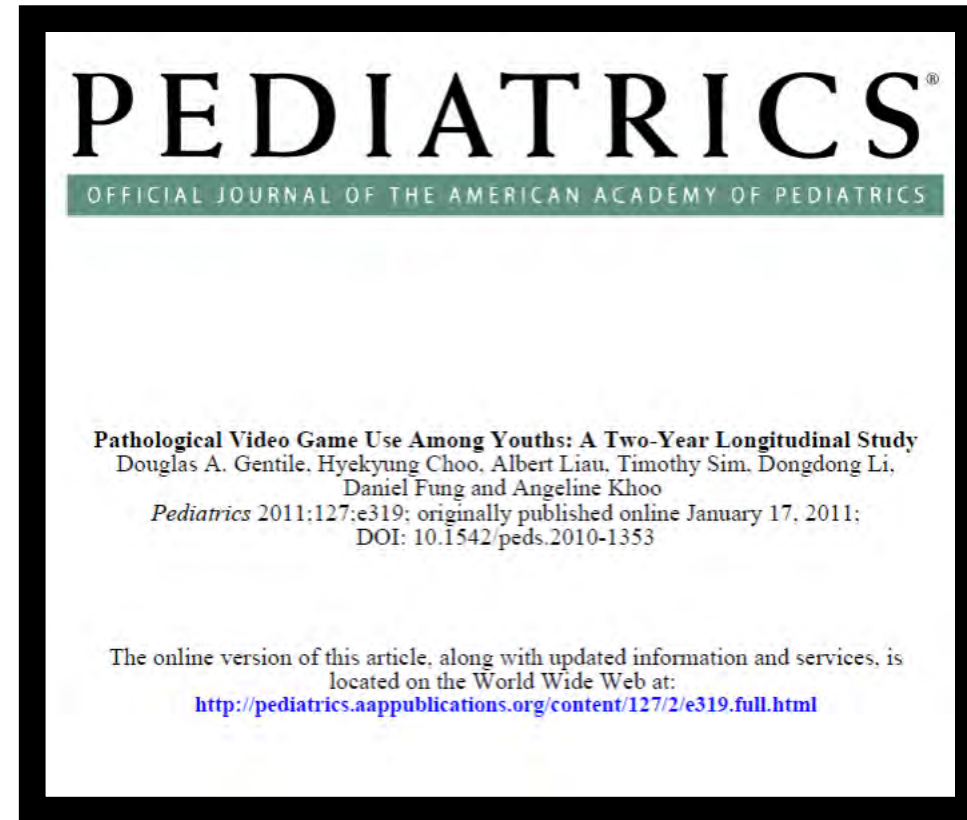 PEDIATRICS®
OFFICIAL JOURNAL OF THE AMERICAN ACADEMY OF PEDIATRICS
Pathological Video Game Use Among Youths: A Two-Year Longitudinal Study
Douglas A. Gentile, Hyekyung Choo, Albert Liau, Timothy Sim, Dongdong Li,
Daniel Fung and Angeline Khoo
Pediatrics 2011;127;e319; originally published online January 17, 2011;
DOI: 10.1542/peds.2010-1353
The online version of this article, along with updated information and services, is
located on the World Wide Web at:
http://pediatrics.aappublications.org/content/127/2/e319.full.html